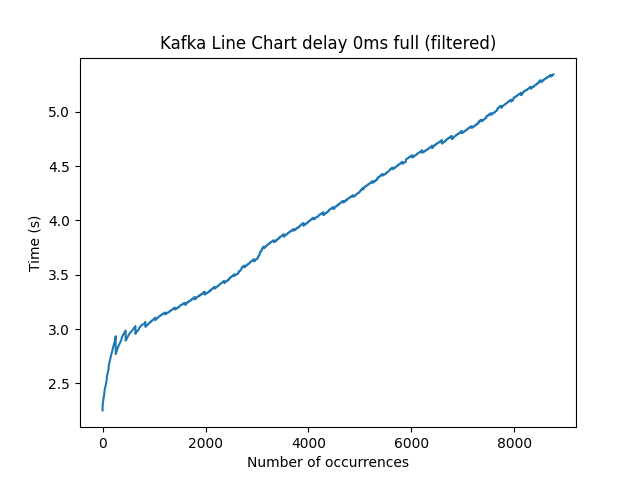 Kafka Line Chart delay 0ms full (filtered)
5.0
4.5
4.0
3.5
3.0
2.5
Time (s)
0 2000 4000 6000 8000
Number of occurrences